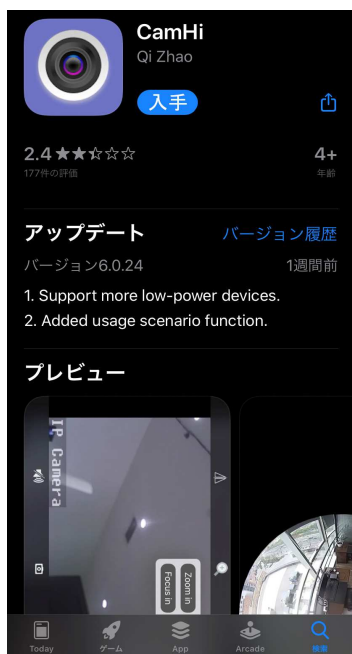 CamHi
Qi Zhao
入手
2.4★★☆☆☆
4+
177件の評価
年齢
アップデート
バージョン履歴
バージョン6.0.24
1週間前
1. Support more low-power devices.
2. Added usage scenario function.
プレビュー
IP Camera
Zoom in
Focus in
Today
ゲーム
App
Arcade
検索